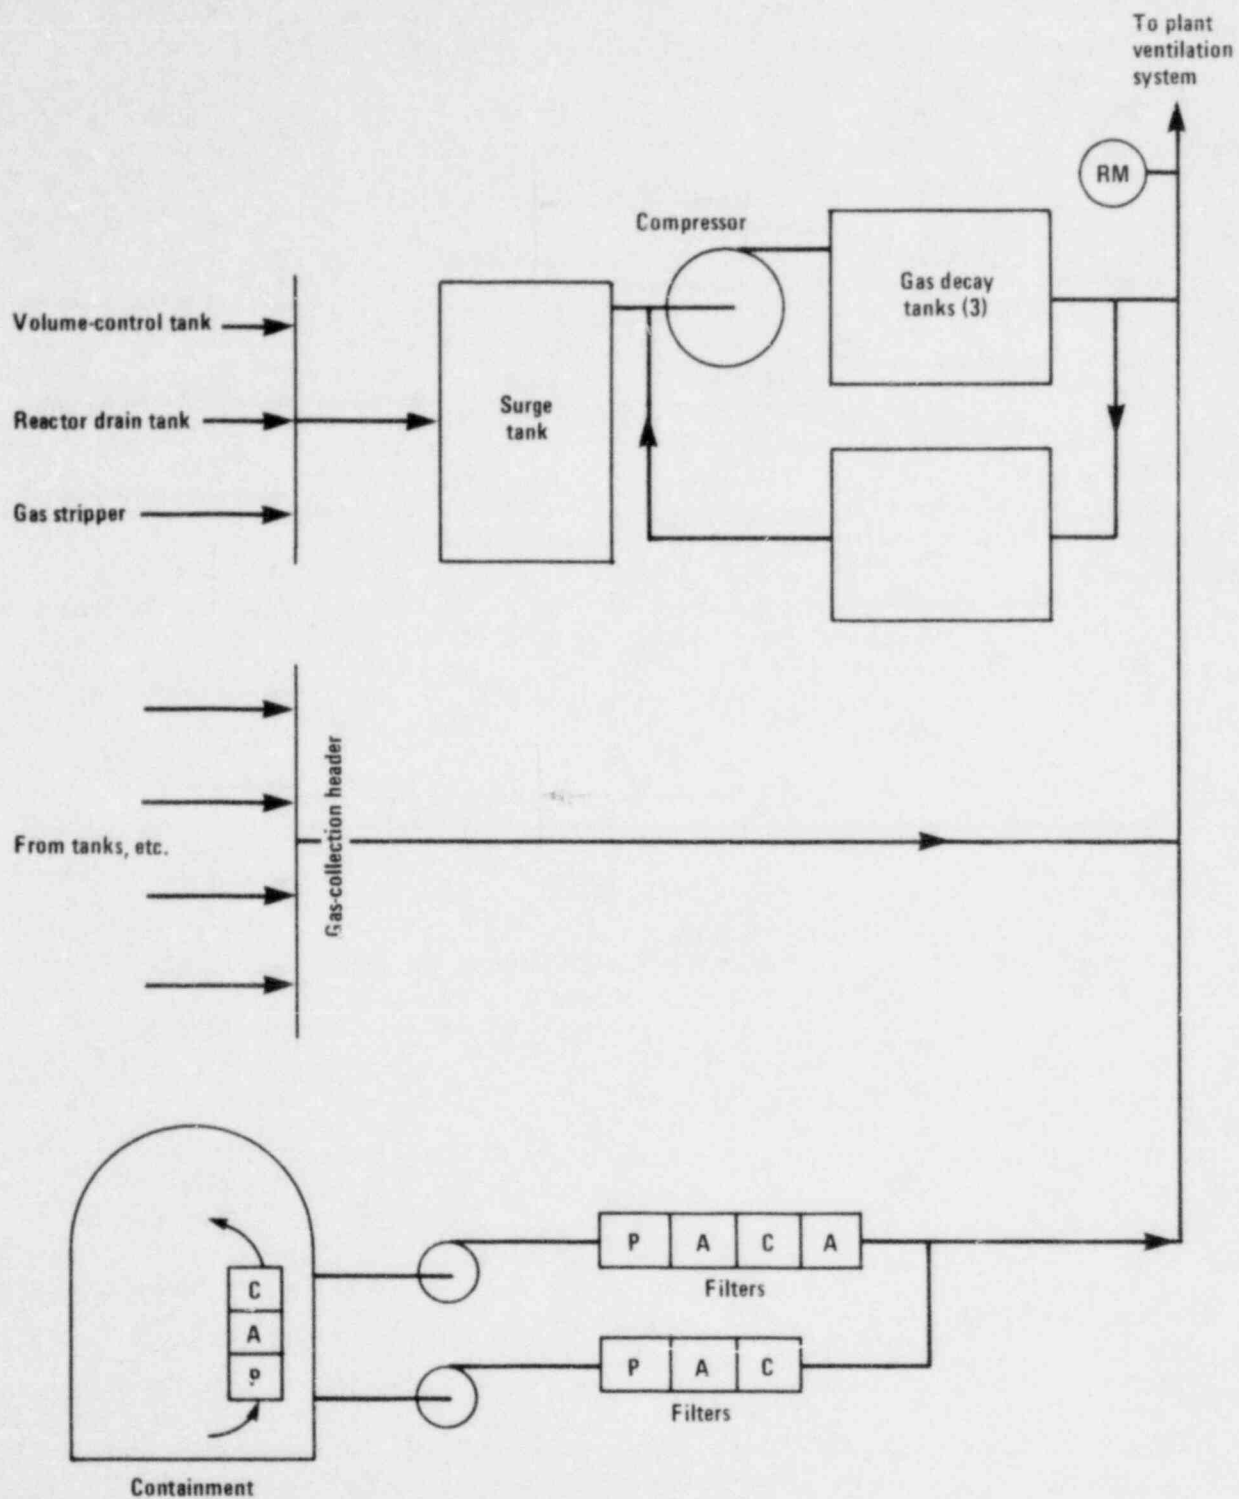 To plant
ventilation
system
RM
Compressor
Gas decay
tanks (3)
Volume-control tank
Reactor drain tank
Gas stripper
Surge
tank
Gas-collection header
From tanks, etc.
P A C A
Filters
C
A
P
P A C
Filters
Containment